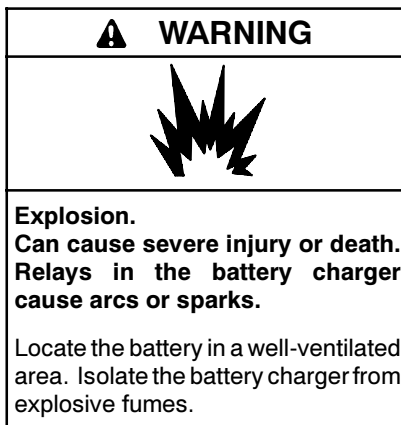 WARNING
Explosion.
Can cause severe injury or death.
Relays in the battery charger
cause arcs or sparks.
Locate the battery in a well-ventilated
area. Isolate the battery charger from
explosive fumes.